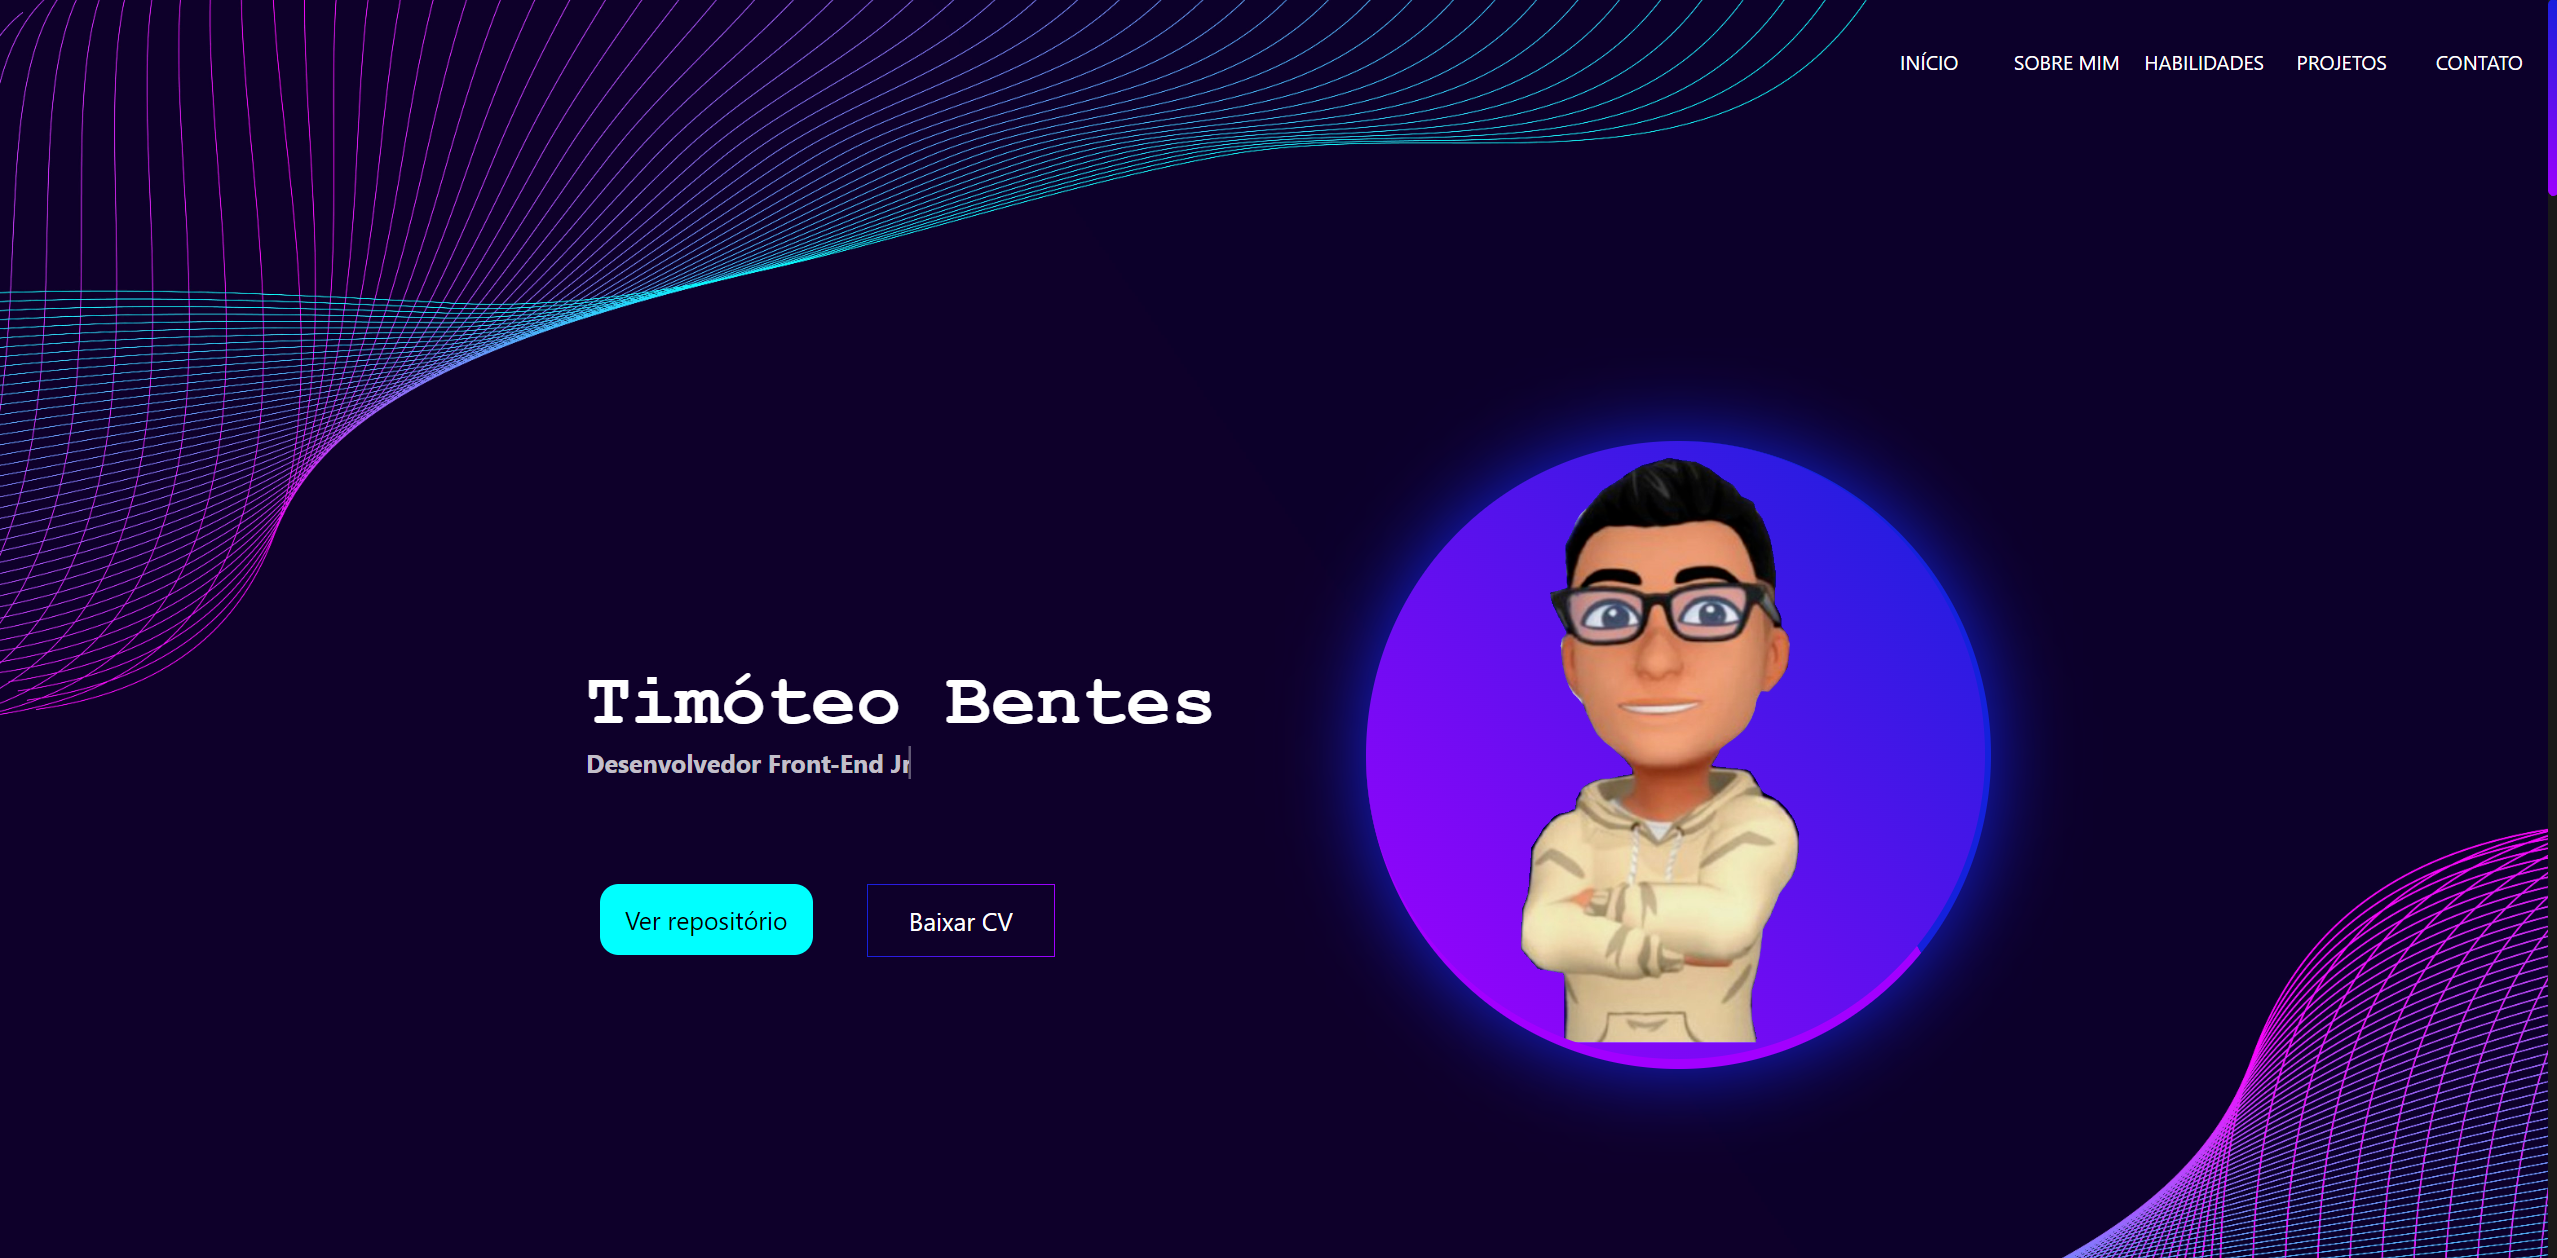 INÍCIO SOBRE MIM HABILIDADES PROJETOS CONTATO
Timóteo Bentes
Desenvolvedor Front-End Jr
Ver repositório Baixar CV